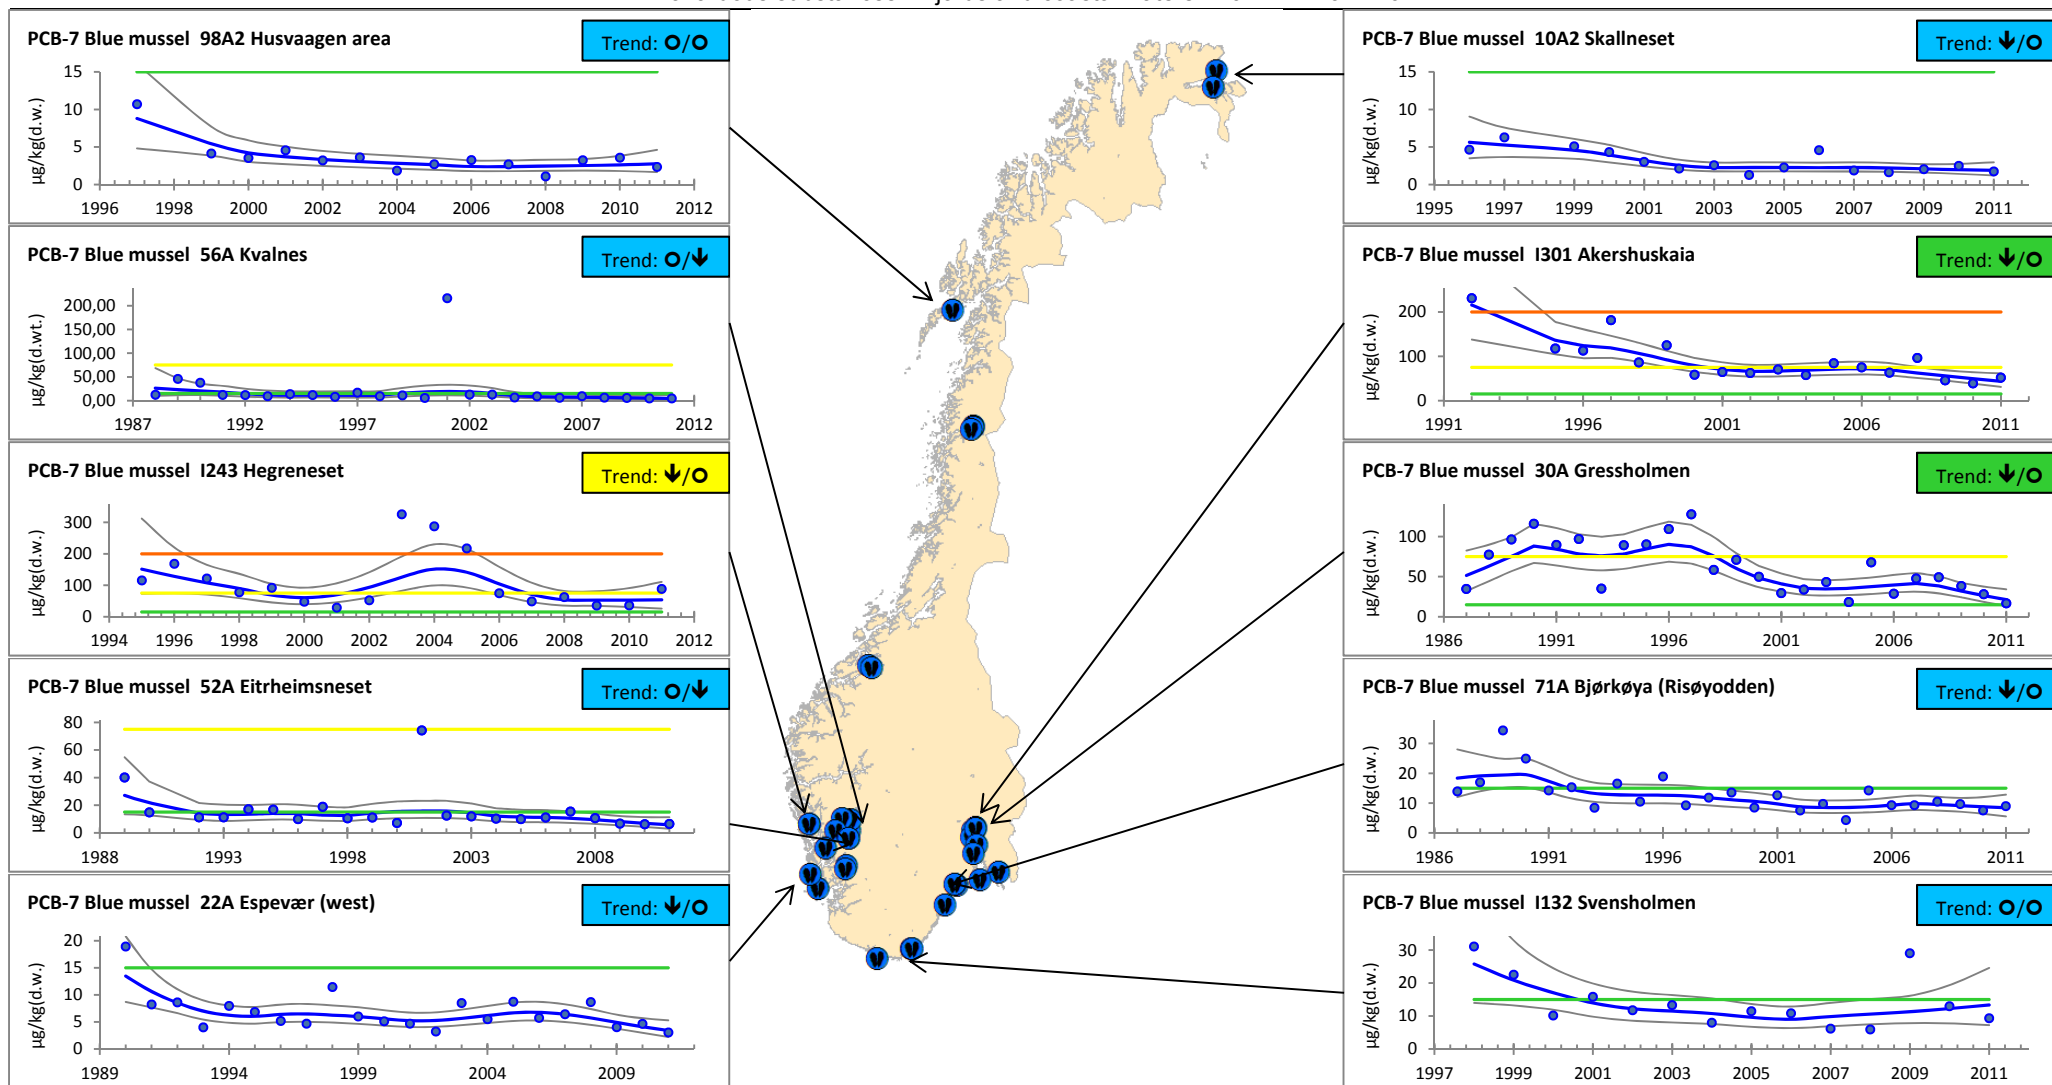 PCB-7 Blue mussel 98A2 Husvaagen area
Trend: O/O
µg/kg(d.w.)
15
10
5
0
1996 1998 2000 2002 2004 2006 2008 2010 2012
PCB-7 Blue mussel 56A Kvalnes
Trend: O/↓
µg/kg(d.wt.)
200,00
150,00
100,00
50,00
0,00
1987 1992 1997 2002 2007 2012
PCB-7 Blue mussel I243 Hegreneset
Trend: ↓/O
µg/kg(d.w.)
300
200
100
0
1994 1996 1998 2000 2002 2004 2006 2008 2010 2012
PCB-7 Blue mussel 52A Eitrheimsneset
Trend: O/↓
µg/kg(d.w.)
80
60
40
20
0
1988 1993 1998 2003 2008
PCB-7 Blue mussel 22A Espevær (west)
Trend: ↓/O
µg/kg(d.w.)
20
15
10
5
0
1989 1994 1999 2004 2009
PCB-7 Blue mussel 10A2 Skallneset
Trend: ↓/O
µg/kg(d.w.)
15
10
5
0
1995 1997 1999 2001 2003 2005 2007 2009 2011
PCB-7 Blue mussel I301 Akershuskaia
Trend: ↓/O
µg/kg(d.w.)
200
100
0
1991 1996 2001 2006 2011
PCB-7 Blue mussel 30A Gressholmen
Trend: ↓/O
µg/kg(d.w.)
100
50
0
1986 1991 1996 2001 2006 2011
PCB-7 Blue mussel 71A Bjørkøya (Risøyodden)
Trend: ↓/O
µg/kg(d.w.)
30
20
10
0
1986 1991 1996 2001 2006 2011
PCB-7 Blue mussel I132 Svensholmen
Trend: O/O
µg/kg(d.w.)
30
20
10
0
1997 1999 2001 2003 2005 2007 2009 2011